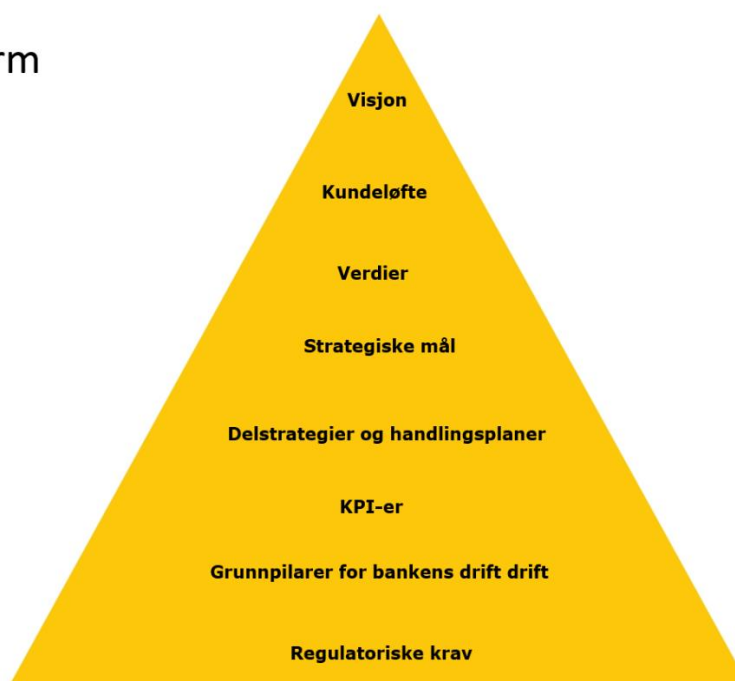 rm
Visjon
Kundeløfte
Verdier
Strategiske mål
Delstrategier og handlingsplaner
KPI-er
Grunnpilarer for bankens drift drift
Regulatoriske krav